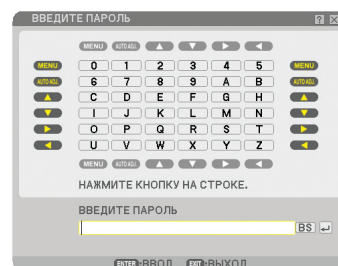 ВВЕДИТЕ ПАРОЛЬ
MENU AUTO ADJ.
MENU 0 1 2 3 4 5 MENU
AUTO ADJ. 6 7 8 9 A B AUTO ADJ.
C D E F G H
I J K L M N
O P Q R S T
U V W X Y Z
MENU AUTO ADJ.
НАЖМИТЕ КНОПКУ НА СТРОКЕ.
ВВЕДИТЕ ПАРОЛЬ
BS
ENTER :ВВОД EXIT :ВЫХОД